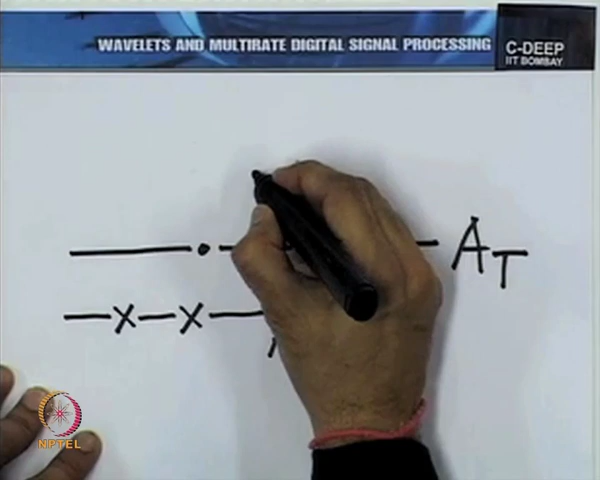 WAVELETS AND MULTIRATE DIGITAL SIGNAL PROCESSING
C-DEEP
IIT BOMBAY
A_T
x x
NPTEL